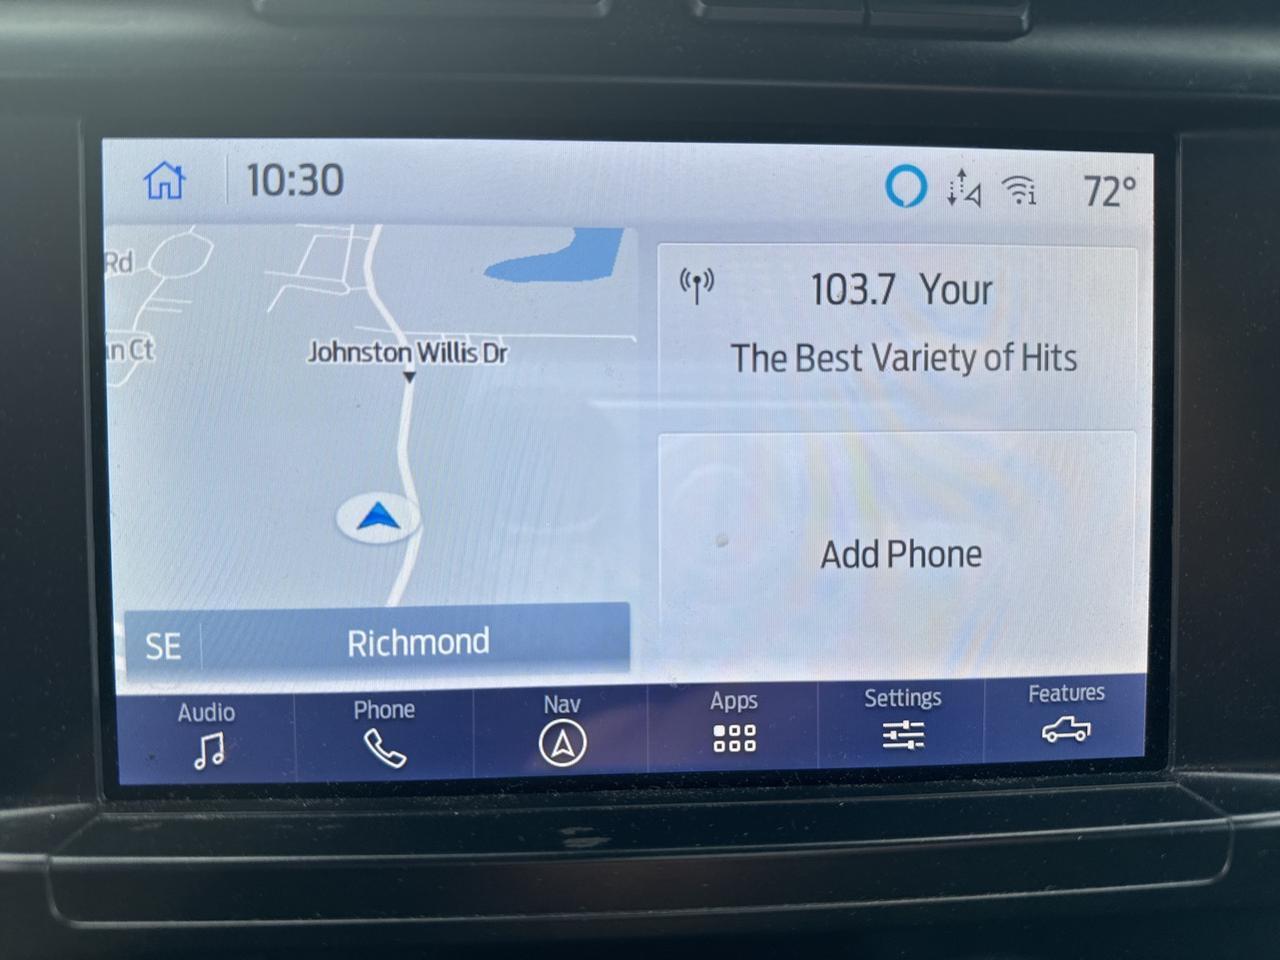 10:30
72°
Rd
n Ct
Johnston Willis Dr
103.7 Your
The Best Variety of Hits
Add Phone
SE
Richmond
Audio
Phone
Nav
Apps
Settings
Features